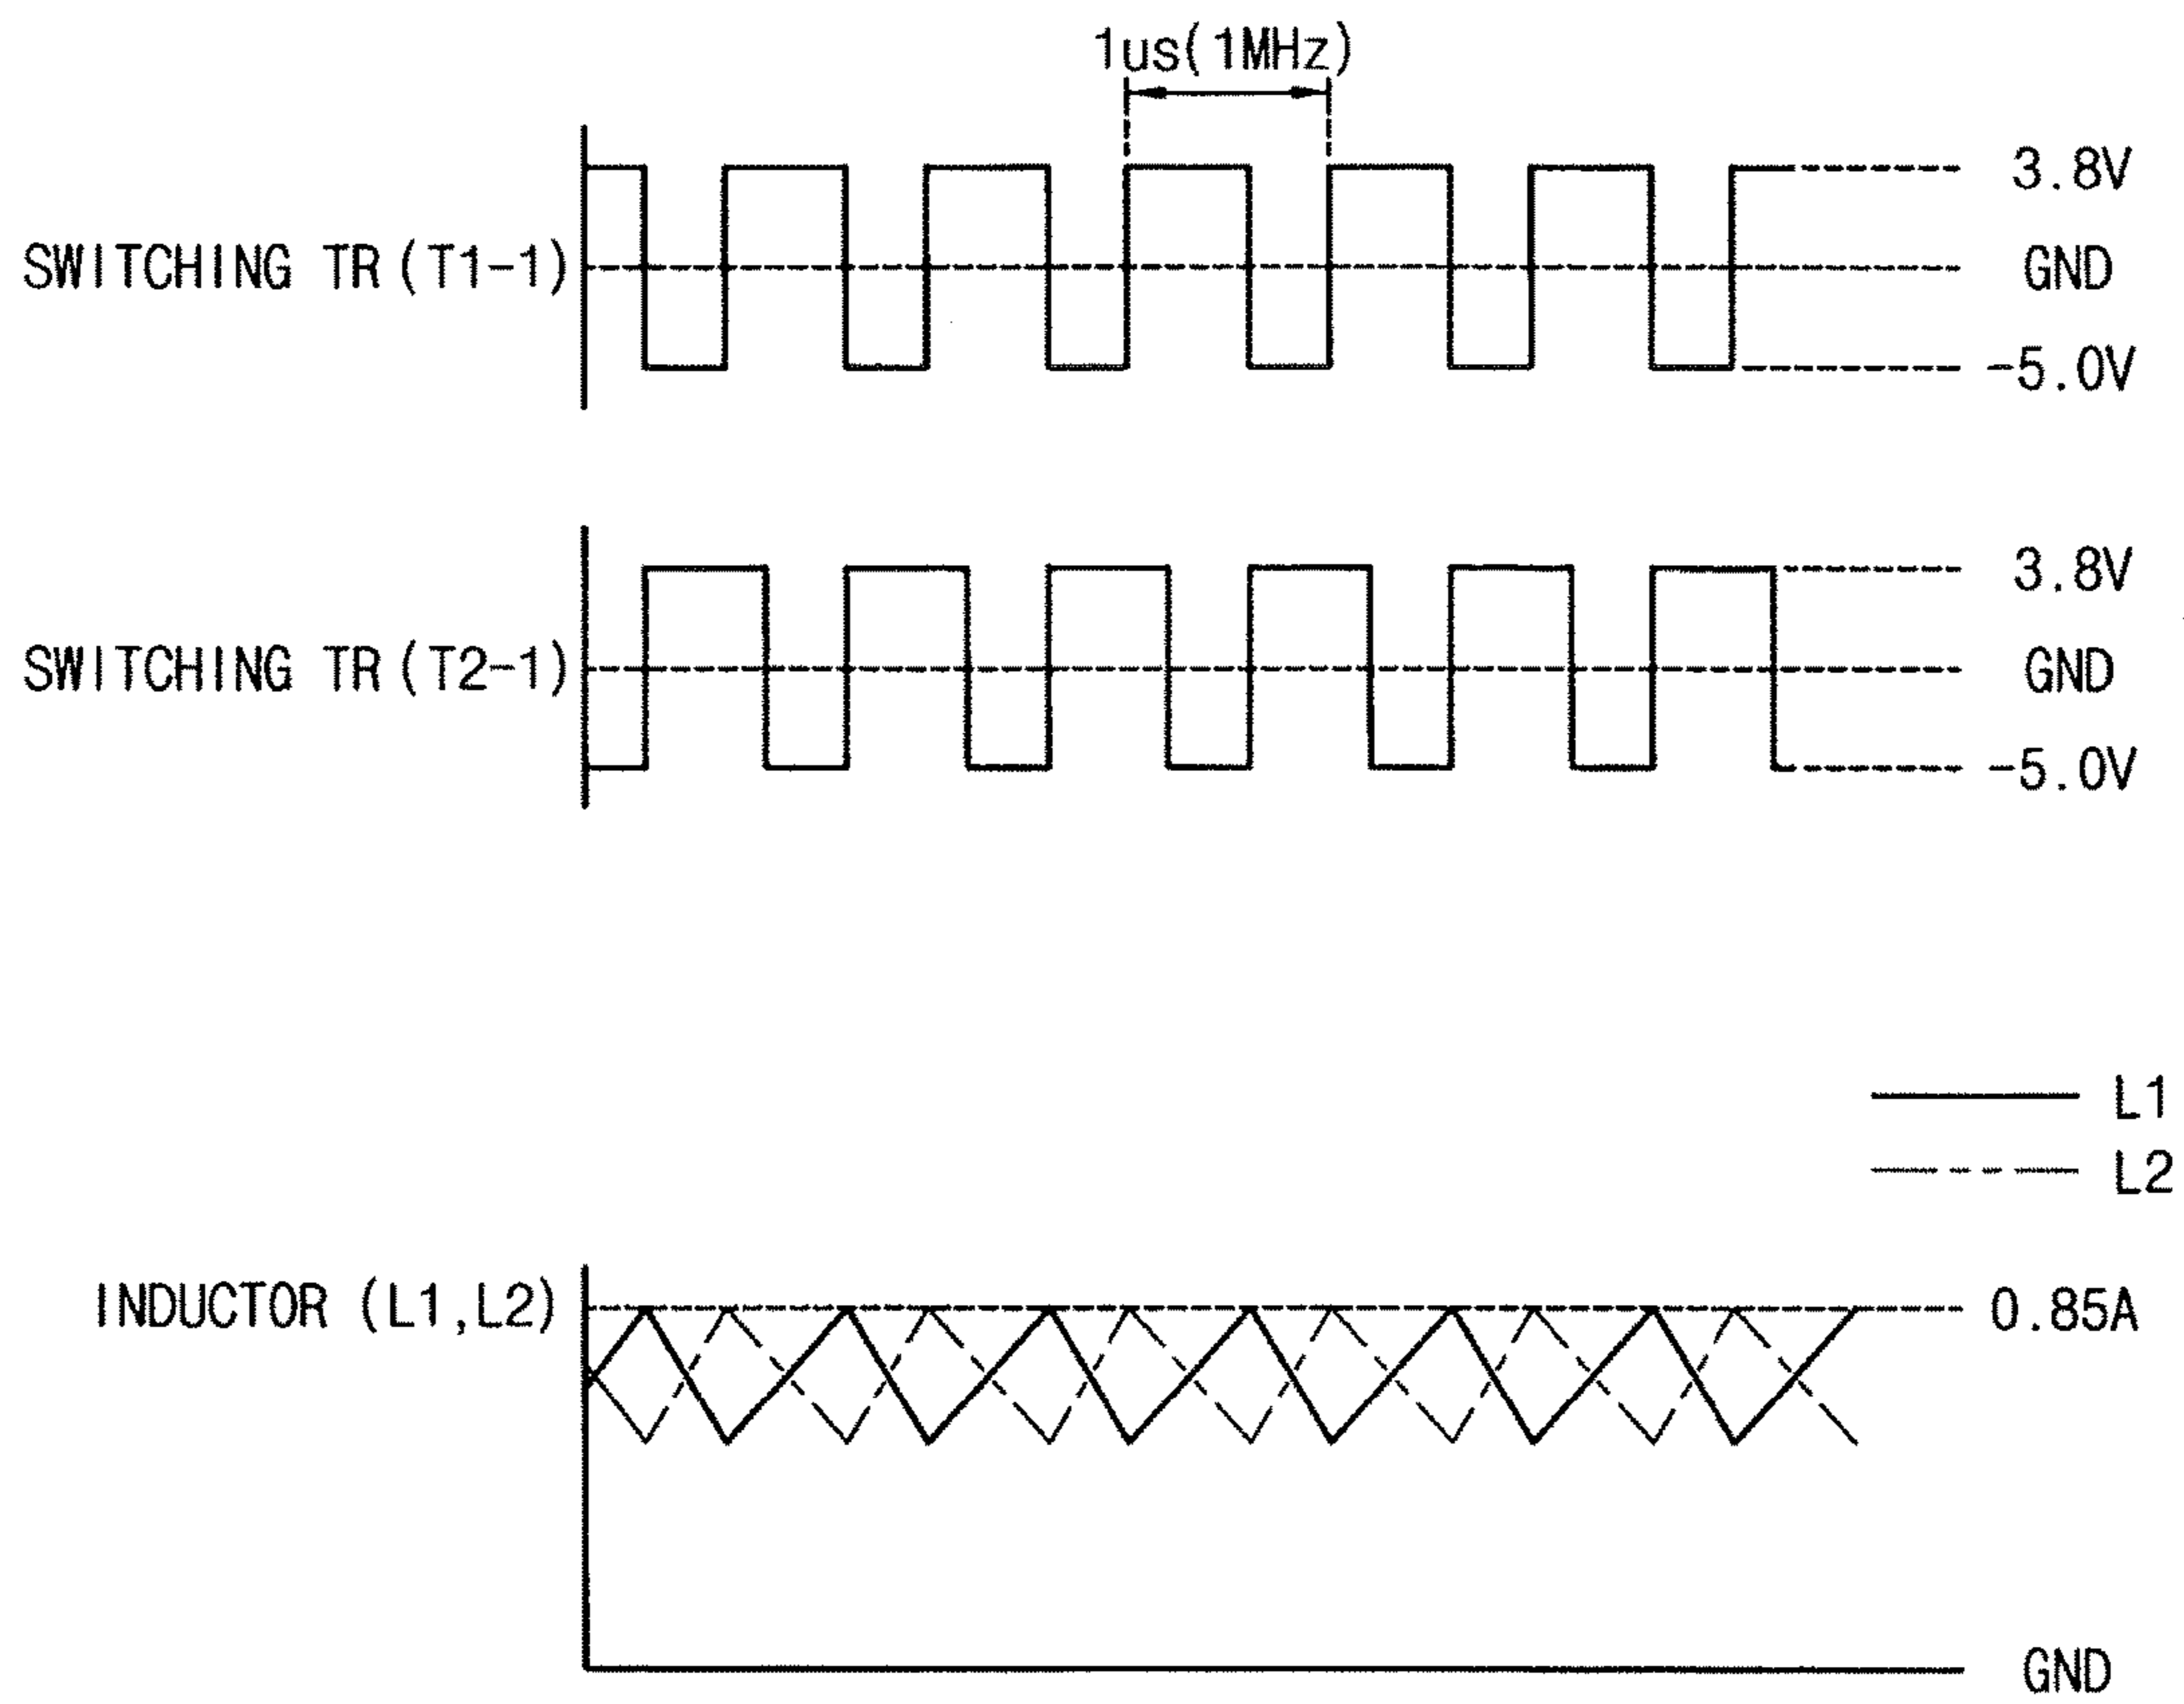 1us(1MHz)
3.8V
SWITCHING TR(T1-1)
GND
-5.0V
3.8V
SWITCHING TR(T2-1)
GND
-5.0V
L1
L2
INDUCTOR (L1,L2)
0.85A
GND